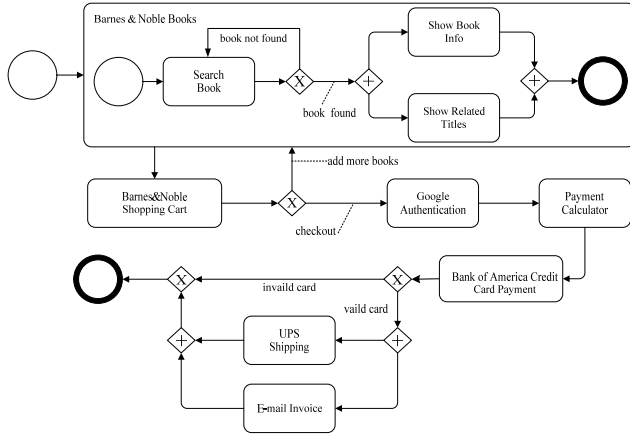 Barnes & Noble Books
book not found
Search
Book
X
book found
+
Show Book
Info
Show Related
Titles
+
Barnes&Noble
Shopping Cart
X
add more books
checkout
Google
Authentication
Payment
Calculator
Bank of America Credit
Card Payment
X
invaild card
X
vaild card
UPS
Shipping
+
+
E-mail Invoice